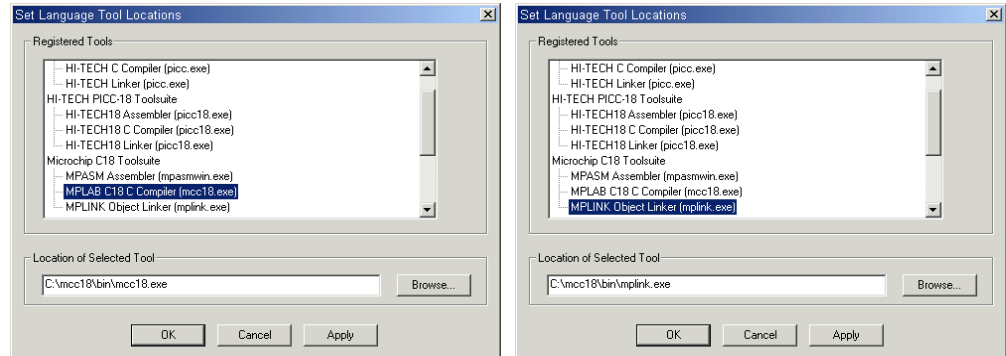 Set Language Tool Locations
Registered Tools
HI-TECH C Compiler (picc.exe)
HI-TECH Linker (picc.exe)
HI-TECH PICC-18 Toolsuite
HI-TECH18 Assembler (picc18.exe)
HI-TECH18 C Compiler (picc18.exe)
HI-TECH18 Linker (picc18.exe)
Microchip C18 Toolsuite
MPASM Assembler (mpasmwin.exe)
MPLAB C18 C Compiler (mcc18.exe)
MPLINK Object Linker (mplink.exe)
Location of Selected Tool
C:\mcc18\bin\mcc18.exe
Browse...
OK Cancel Apply
Set Language Tool Locations
Registered Tools
HI-TECH C Compiler (picc.exe)
HI-TECH Linker (picc.exe)
HI-TECH PICC-18 Toolsuite
HI-TECH18 Assembler (picc18.exe)
HI-TECH18 C Compiler (picc18.exe)
HI-TECH18 Linker (picc18.exe)
Microchip C18 Toolsuite
MPASM Assembler (mpasmwin.exe)
MPLAB C18 C Compiler (mcc18.exe)
MPLINK Object Linker (mplink.exe)
Location of Selected Tool
C:\mcc18\bin\mplink.exe
Browse...
OK Cancel Apply